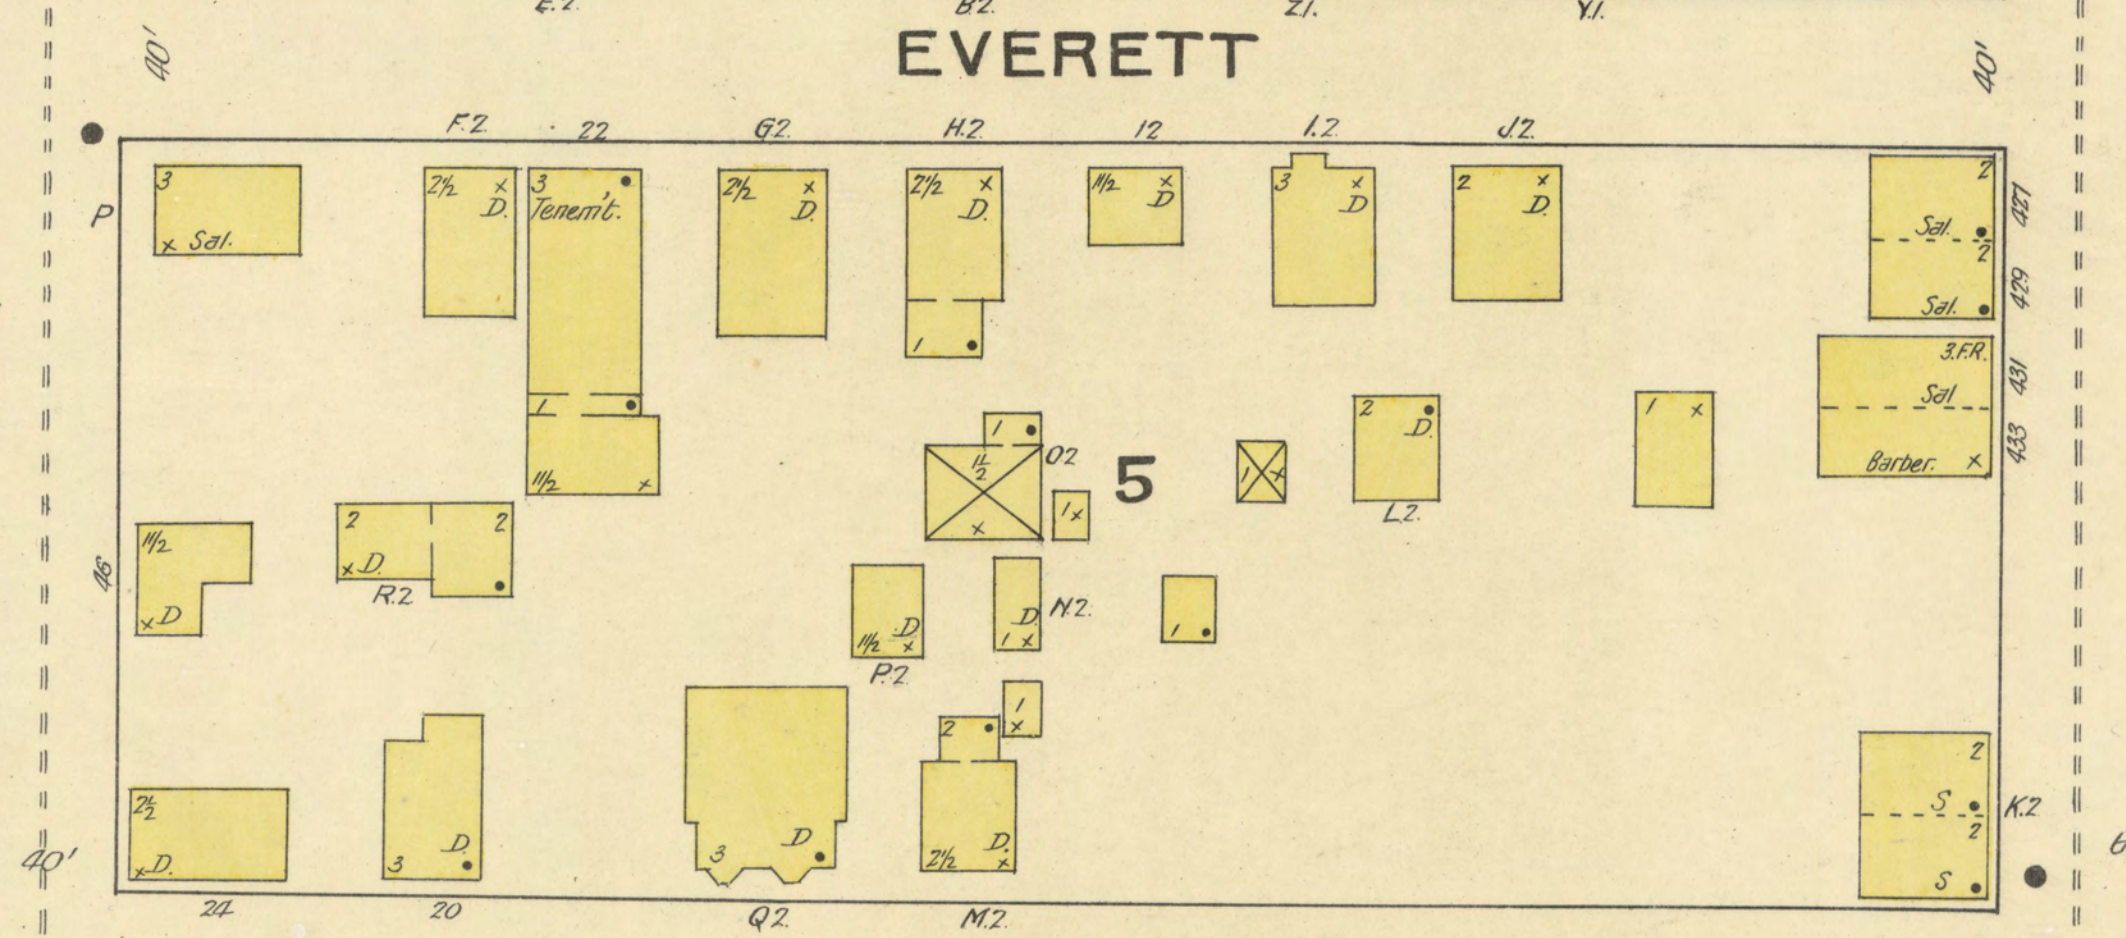 E.2. B.2. Z.1. Y.1.
40' EVERETT 40'
F.2. 22 G.2. H.2. 12 I.2. J.2.
P
3
x Sal.
2½ x
D.
3
Tenem't.
1
1½ x
2½ x
D.
2½ x
D.
1
1½ x
D
3 x
D
2 x
D.
2
Sal.
427
2
Sal.
429
3.F.R.
Sal
431
Barber. x
433
1
1½
x
O2
1 x
5
1 x
2
D.
L.2.
1 x
46
1½
x D
2 2
x D.
R.2
D
1½ x
P.2
D
1 x
N.2.
1
2½
x D.
D.
3
D
3
2
1
x
D.
2½ x
2
S
K.2
2
S
40'
24 20 Q.2. M.2.